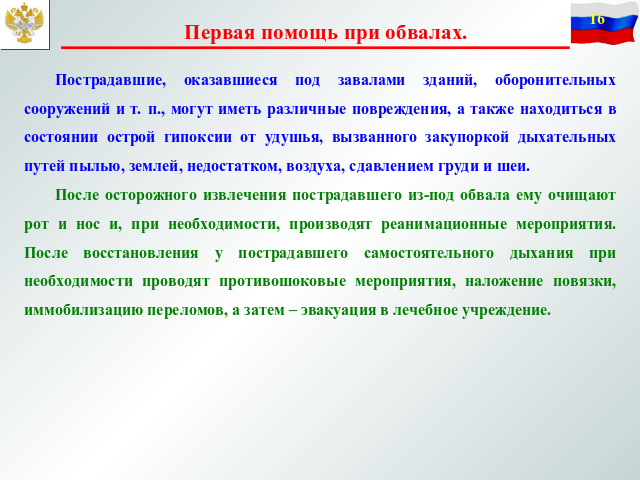 16
Первая помощь при обвалах.
Пострадавшие, оказавшиеся под завалами зданий, оборонительных
сооружений и т. п., могут иметь различные повреждения, а также находиться в
состоянии острой гипоксии от удушья, вызванного закупоркой дыхательных
путей пылью, землей, недостатком, воздуха, сдавлением груди и шеи.
После осторожного извлечения пострадавшего из-под обвала ему очищают
рот и нос и, при необходимости, производят реанимационные мероприятия.
После восстановления у пострадавшего самостоятельного дыхания при
необходимости проводят противошоковые мероприятия, наложение повязки,
иммобилизацию переломов, а затем – эвакуация в лечебное учреждение.